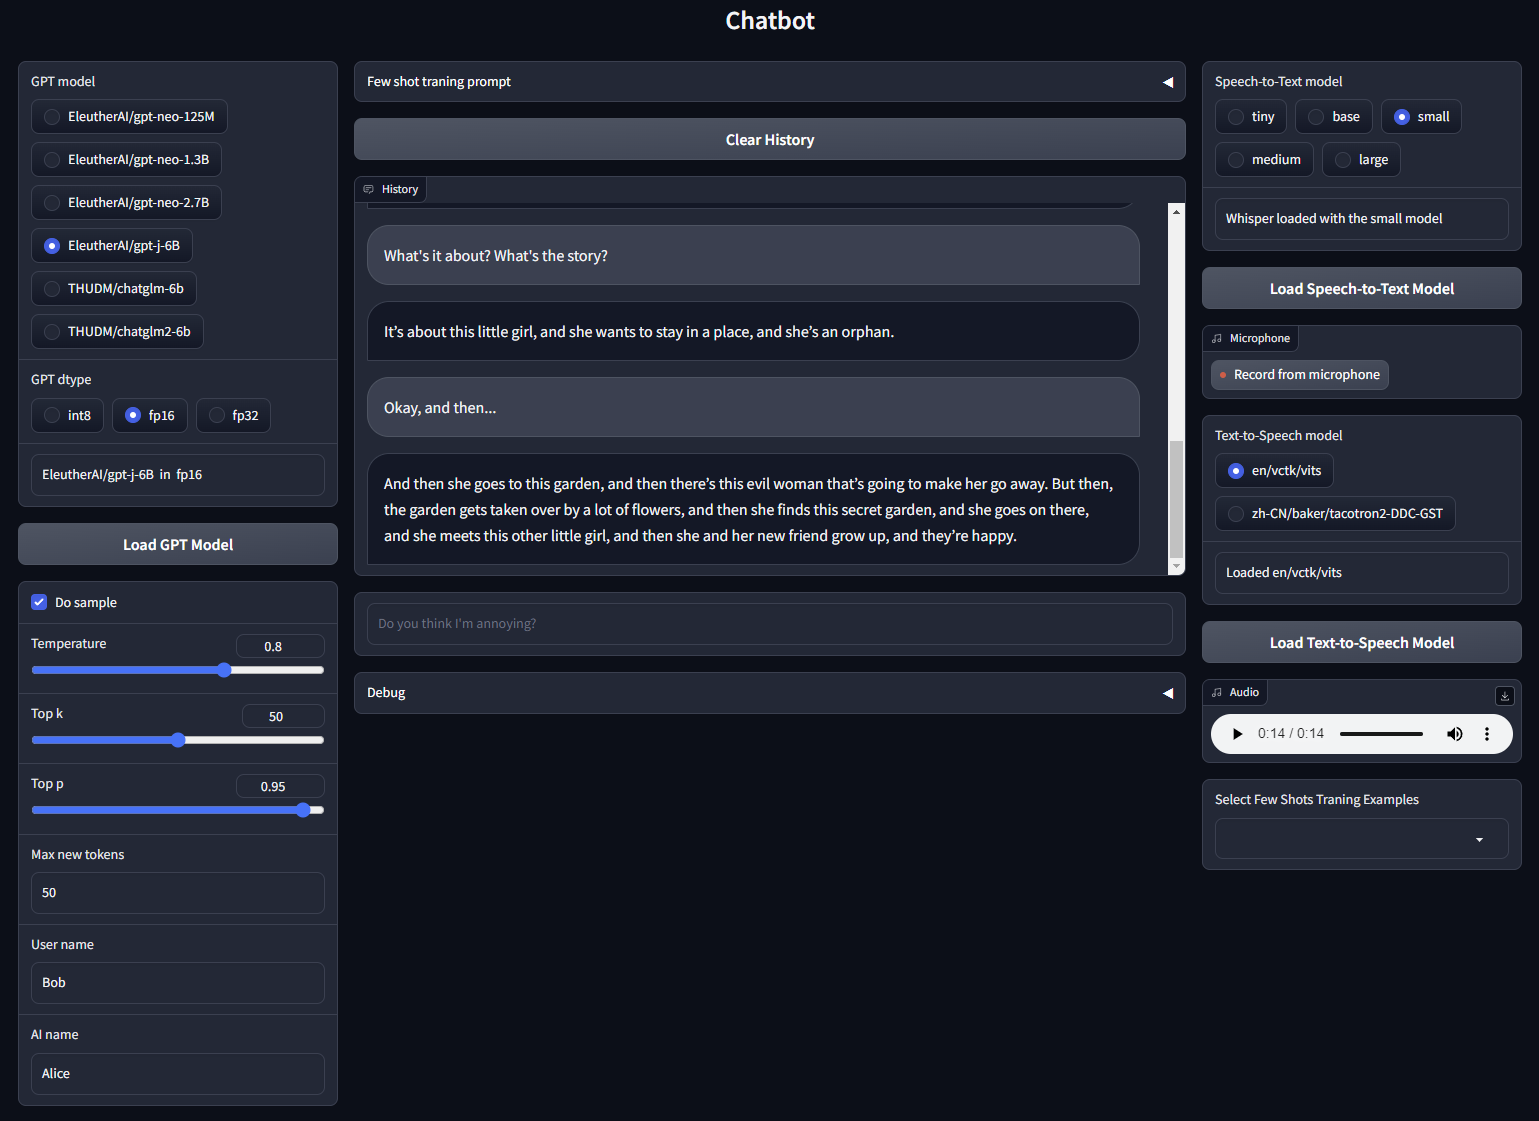 Chatbot
GPT model
EleutherAI/gpt-neo-125M
EleutherAI/gpt-neo-1.3B
EleutherAI/gpt-neo-2.7B
EleutherAI/gpt-j-6B
THUDM/chatglm-6b
THUDM/chatglm2-6b
GPT dtype
int8 fp16 fp32
EleutherAI/gpt-j-6B in fp16
Load GPT Model
Do sample
Temperature 0.8
Top k 50
Top p 0.95
Max new tokens
50
User name
Bob
AI name
Alice
Few shot traning prompt
Clear History
History
What's it about? What's the story?
It’s about this little girl, and she wants to stay in a place, and she’s an orphan.
Okay, and then...
And then she goes to this garden, and then there’s this evil woman that’s going to make her go away. But then,
the garden gets taken over by a lot of flowers, and then she finds this secret garden, and she goes on there,
and she meets this other little girl, and then she and her new friend grow up, and they’re happy.
Do you think I'm annoying?
Debug
Speech-to-Text model
tiny base small
medium large
Whisper loaded with the small model
Load Speech-to-Text Model
Microphone
Record from microphone
Text-to-Speech model
en/vctk/vits
zh-CN/baker/tacotron2-DDC-GST
Loaded en/vctk/vits
Load Text-to-Speech Model
Audio
0:14 / 0:14
Select Few Shots Traning Examples